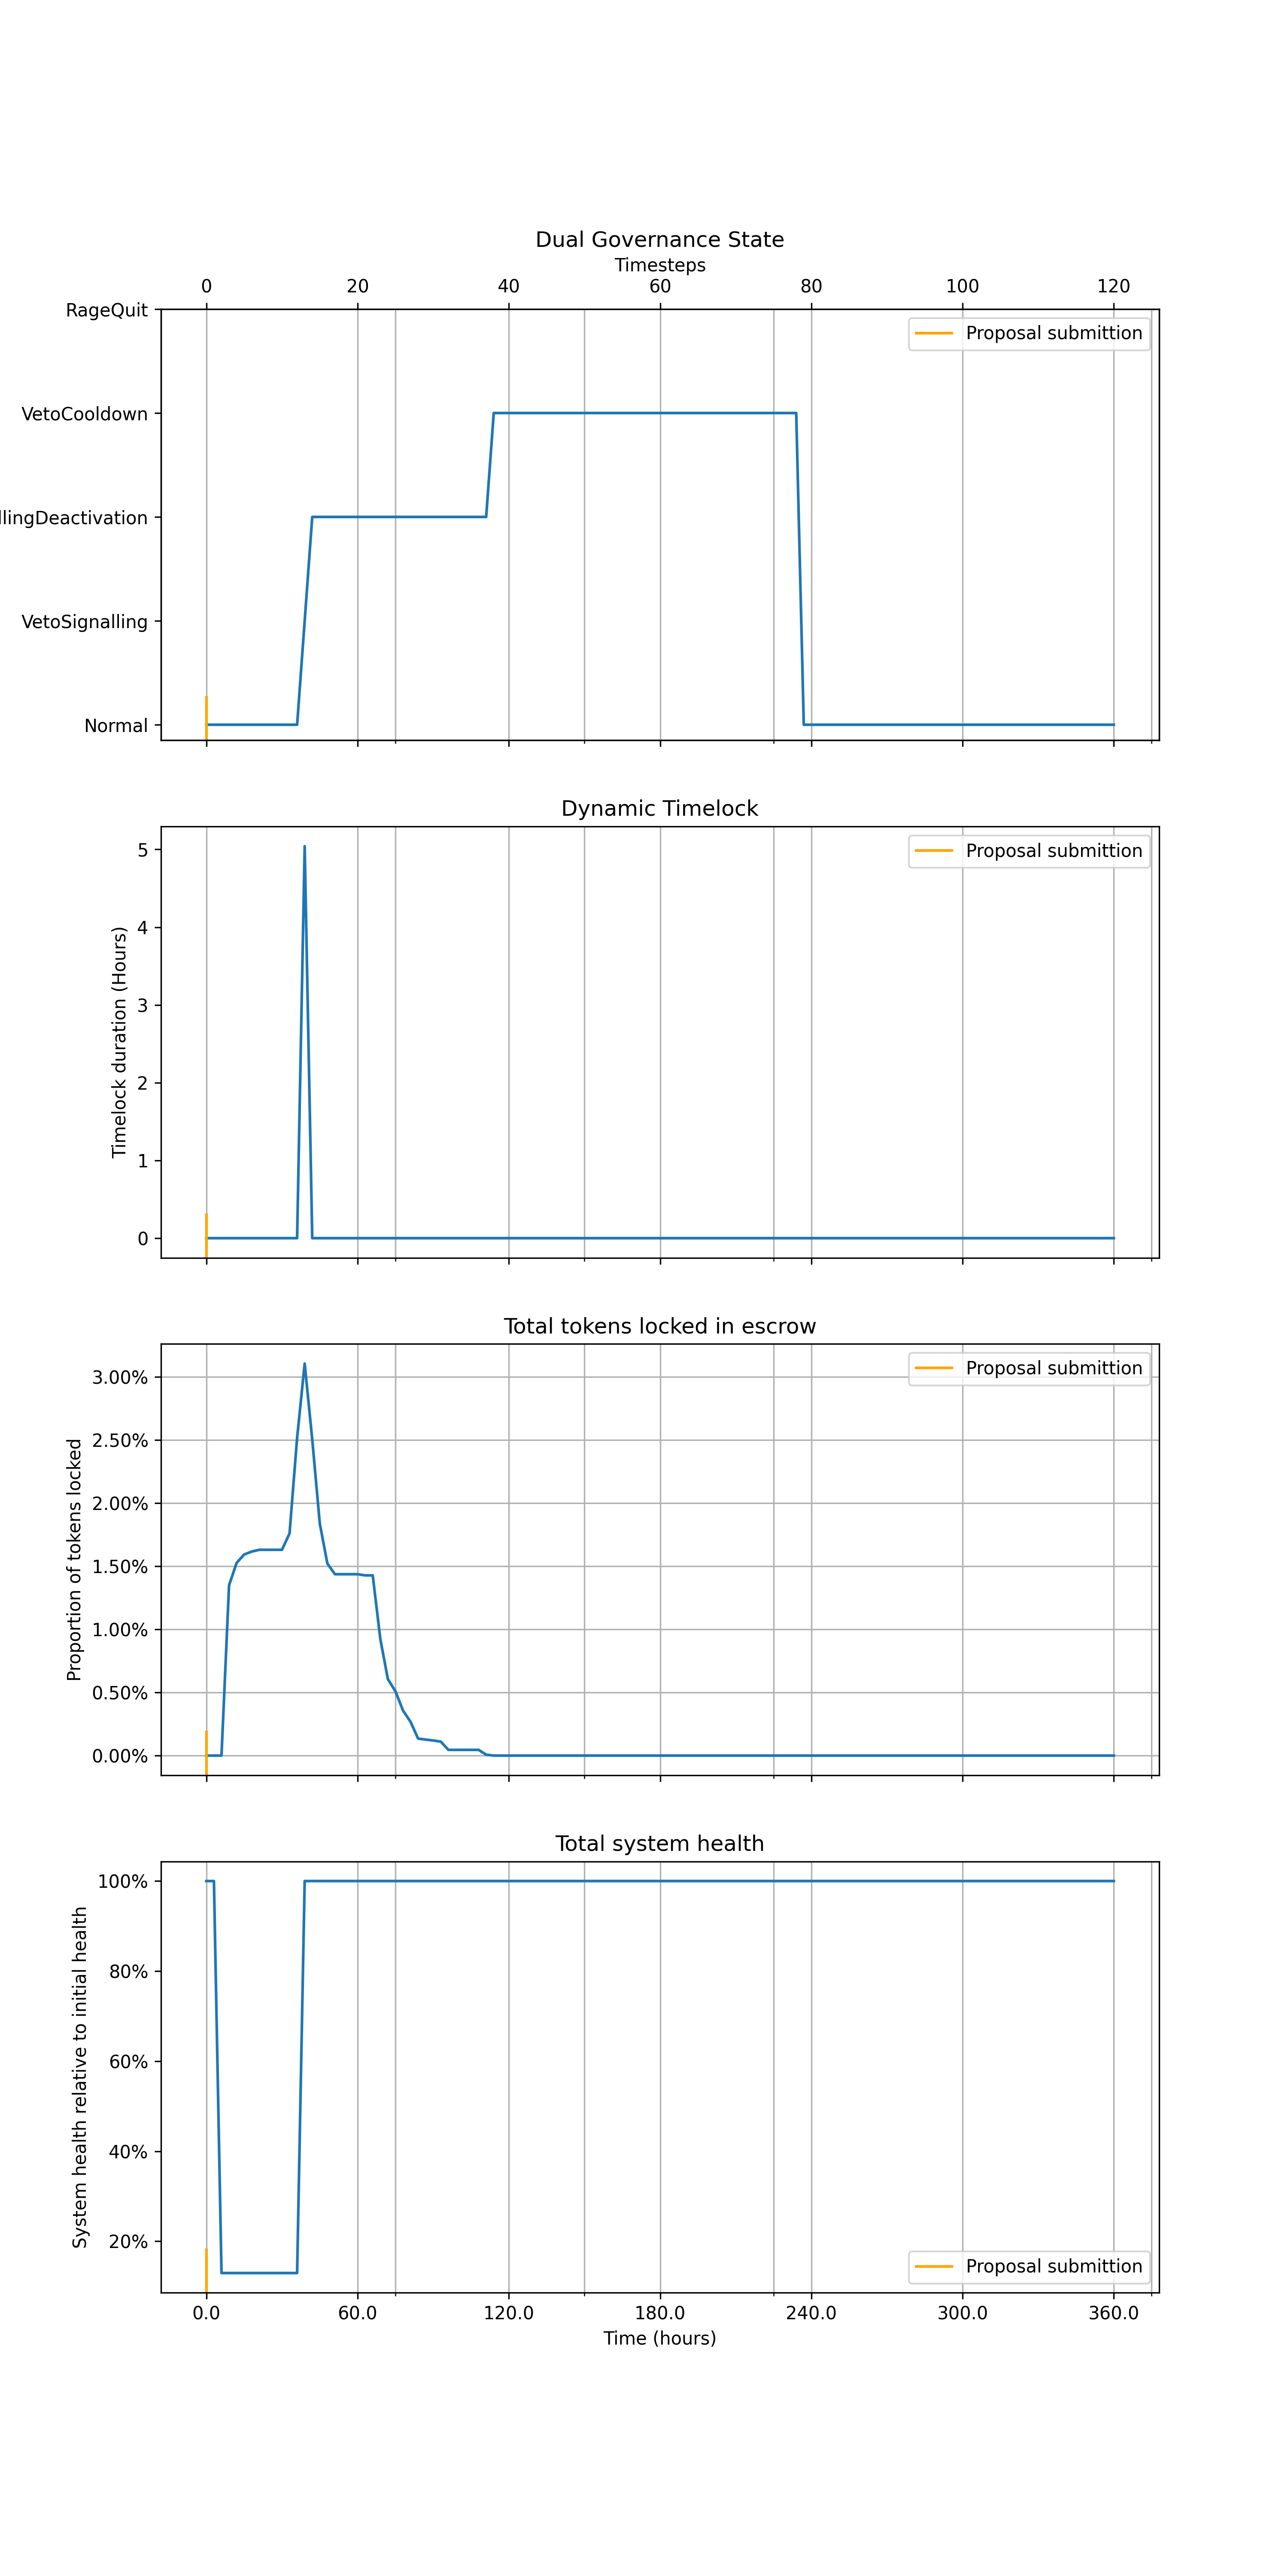 Dual Governance State
Timesteps
0 20 40 60 80 100 120
RageQuit
VetoCooldown
llingDeactivation
VetoSignalling
Normal
Proposal submittion
Dynamic Timelock
Timelock duration (Hours)
5
4
3
2
1
0
Proposal submittion
Total tokens locked in escrow
Proportion of tokens locked
3.00%
2.50%
2.00%
1.50%
1.00%
0.50%
0.00%
Proposal submittion
Total system health
System health relative to initial health
100%
80%
60%
40%
20%
Proposal submittion
0.0 60.0 120.0 180.0 240.0 300.0 360.0
Time (hours)